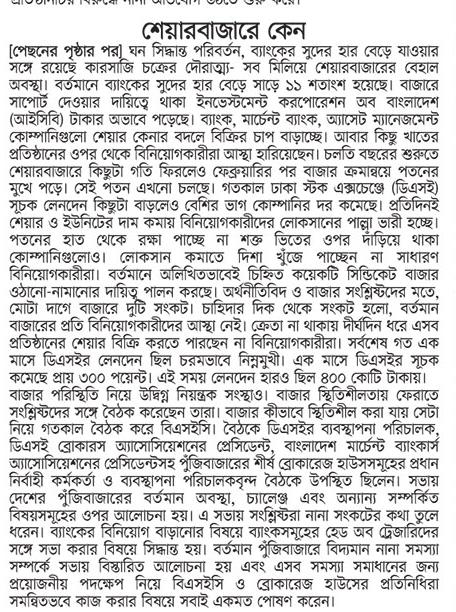 শেয়ারবাজারে কেন
[পেছনের পৃষ্ঠার পর] ঘন সিদ্ধান্ত পরিবর্তন, ব্যাংকের সুদের হার বেড়ে যাওয়ার
সঙ্গে রয়েছে কারসাজি চক্রের দৌরাত্ম্য- সব মিলিয়ে শেয়ারবাজারের বেহাল
অবস্থা। বর্তমানে ব্যাংকের সুদের হার বেড়ে সাড়ে ১১ শতাংশ হয়েছে। বাজারে
সাপোর্ট দেওয়ার দায়িত্বে থাকা ইনভেস্টমেন্ট করপোরেশন অব বাংলাদেশ
(আইসিবি) টাকার অভাবে পড়েছে। ব্যাংক, মার্চেন্ট ব্যাংক, অ্যাসেট ম্যানেজমেন্ট
কোম্পানিগুলো শেয়ার কেনার বদলে বিক্রির চাপ বাড়াচ্ছে। আবার কিছু খাতের
প্রতিষ্ঠানের ওপর থেকে বিনিয়োগকারীরা আস্থা হারিয়েছেন। চলতি বছরের শুরুতে
শেয়ারবাজারে কিছুটা গতি ফিরলেও ফেব্রুয়ারির পর বাজার ক্রমান্বয়ে পতনের
মুখে পড়ে। সেই পতন এখনো চলছে। গতকাল ঢাকা স্টক এক্সচেঞ্জে (ডিএসই)
সূচক লেনদেন কিছুটা বাড়লেও বেশির ভাগ কোম্পানির দর কমেছে। প্রতিদিনই
শেয়ার ও ইউনিটের দাম কমায় বিনিয়োগকারীদের লোকসানের পাল্লা ভারী হচ্ছে।
পতনের হাত থেকে রক্ষা পাচ্ছে না শক্ত ভিতের ওপর দাঁড়িয়ে থাকা
কোম্পানিগুলোও। লোকসান কমাতে দিশা খুঁজে পাচ্ছেন না সাধারণ
বিনিয়োগকারীরা। বর্তমানে অলিখিতভাবেই চিহ্নিত কয়েকটি সিন্ডিকেট বাজার
ওঠানো-নামানোর দায়িত্ব পালন করছে। অর্থনীতিবিদ ও বাজার সংশ্লিষ্টদের মতে,
মোটা দাগে বাজারে দুটি সংকট। চাহিদার দিক থেকে সংকট হলো, বর্তমান
বাজারের প্রতি বিনিয়োগকারীদের আস্থা নেই। ক্রেতা না থাকায় দীর্ঘদিন ধরে এসব
প্রতিষ্ঠানের শেয়ার বিক্রি করতে পারছেন না বিনিয়োগকারীরা। সর্বশেষ গত এক
মাসে ডিএসইর লেনদেন ছিল চরমভাবে নিম্নমুখী। এক মাসে ডিএসইর সূচক
কমেছে প্রায় ৩০০ পয়েন্ট। এই সময় লেনদেন হারও ছিল ৪০০ কোটি টাকায়।
বাজার পরিস্থিতি নিয়ে উদ্বিগ্ন নিয়ন্ত্রক সংস্থাও। বাজার স্থিতিশীলতায় ফেরাতে
সংশ্লিষ্টদের সঙ্গে বৈঠক করেছেন তারা। বাজার কীভাবে স্থিতিশীল করা যায় সেটা
নিয়ে গতকাল বৈঠক করে বিএসইসি। বৈঠকে ডিএসইর ব্যবস্থাপনা পরিচালক,
ডিএসই ব্রোকারস অ্যাসোসিয়েশনের প্রেসিডেন্ট, বাংলাদেশ মার্চেন্ট ব্যাংকার্স
অ্যাসোসিয়েশনের প্রেসিডেন্টসহ পুঁজিবাজারের শীর্ষ ব্রোকারেজ হাউসসমূহের প্রধান
নির্বাহী কর্মকর্তা ও ব্যবস্থাপনা পরিচালকবৃন্দ বৈঠকে উপস্থিত ছিলেন। সভায়
দেশের পুঁজিবাজারের বর্তমান অবস্থা, চ্যালেঞ্জ এবং অন্যান্য সম্পর্কিত
বিষয়সমূহের ওপর আলোচনা হয়। এ সভায় সংশ্লিষ্টরা নানা সংকটের কথা তুলে
ধরেন। ব্যাংকের বিনিয়োগ বাড়ানোর বিষয়ে ব্যাংকসমূহের হেড অব ট্রেজারিদের
সঙ্গে সভা করার বিষয়ে সিদ্ধান্ত হয়। বর্তমান পুঁজিবাজারে বিদ্যমান নানা সমস্যা
সম্পর্কে সভায় বিস্তারিত আলোচনা হয় এবং এসব সমস্যা সমাধানের জন্য
প্রয়োজনীয় পদক্ষেপ নিয়ে বিএসইসি ও ব্রোকারেজ হাউসের প্রতিনিধিরা
সমন্বিতভাবে কাজ করার বিষয়ে সবাই একমত পোষণ করেন।